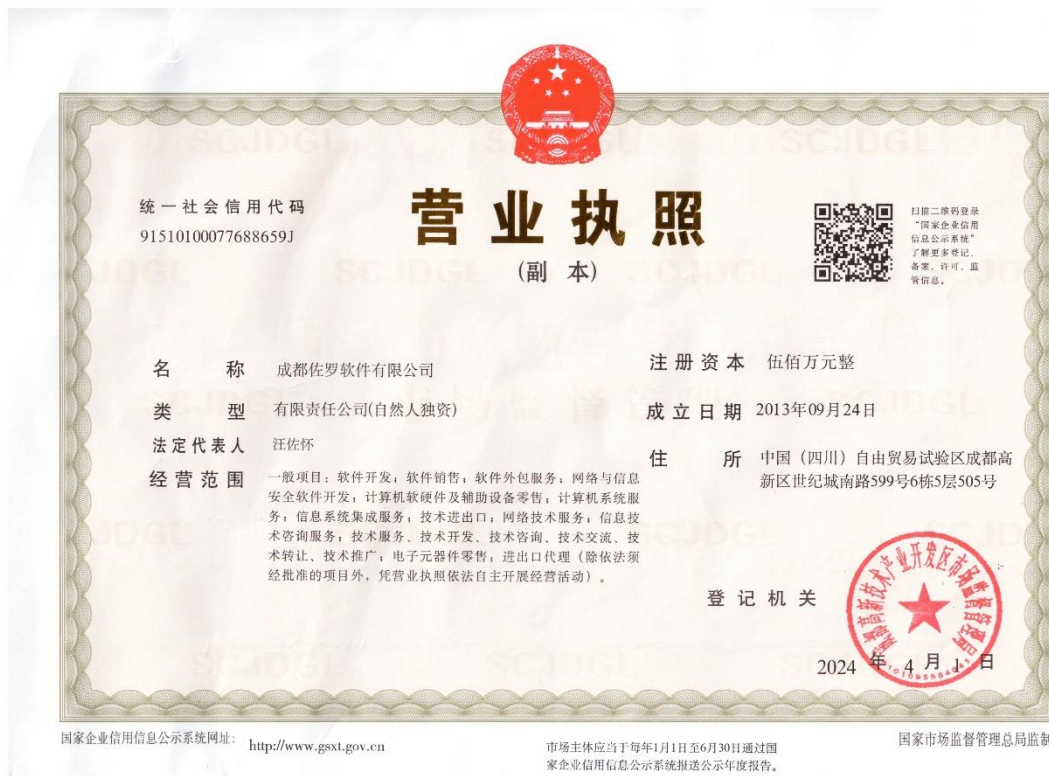 统一社会信用代码
91510100077688659J
营业执照
(副 本)
扫描二维码登录
“国家企业信用
信息公示系统”
了解更多登记、
备案、许可、监
管信息。
名 称 成都佐罗软件有限公司
类 型 有限责任公司(自然人独资)
法定代表人 汪佐怀
经营范围 一般项目：软件开发；软件销售；软件外包服务；网络与信息
安全软件开发；计算机软硬件及辅助设备零售；计算机系统服
务；信息系统集成服务；技术进出口；网络技术服务；信息技
术咨询服务；技术服务、技术开发、技术咨询、技术交流、技
术转让、技术推广；电子元器件零售；进出口代理（除依法须
经批准的项目外，凭营业执照依法自主开展经营活动）。
注册资本 伍佰万元整
成立日期 2013年09月24日
住 所 中国（四川）自由贸易试验区成都高
新区世纪城南路599号6栋5层505号
登记机关
2024 年 4 月 1 日
国家企业信用信息公示系统网址： http://www.gsxt.gov.cn
市场主体应当于每年1月1日至6月30日通过国
家企业信用信息公示系统报送公示年度报告。
国家市场监督管理总局监制
SCJDGL